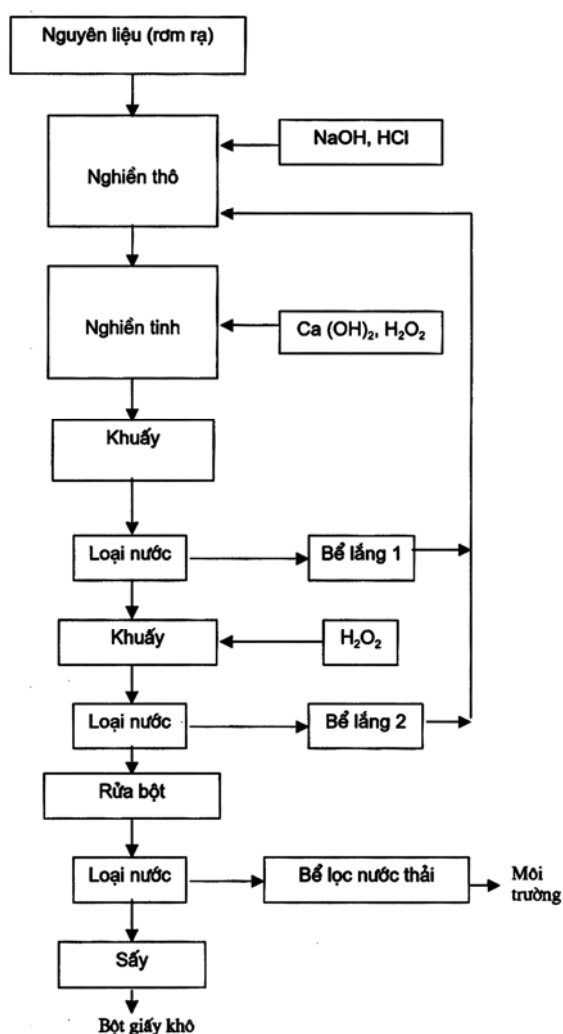 Nguyên liệu (rơm rạ)
NaOH, HCl
Nghiền thô
Nghiền tinh
Ca (OH)₂, H₂O₂
Khuấy
Loại nước
Bể lắng 1
Khuấy
H₂O₂
Loại nước
Bể lắng 2
Rửa bột
Loại nước
Bể lọc nước thải
Môi
trường
Sấy
Bột giấy khô